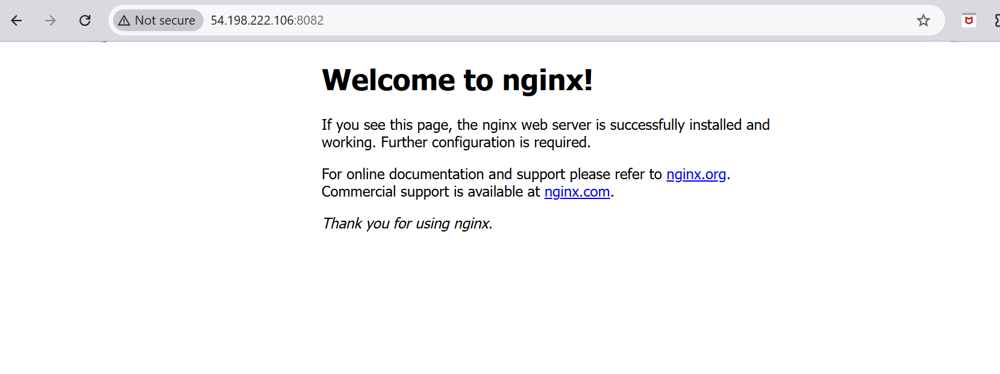 Not secure 54.198.222.106:8082
Welcome to nginx!
If you see this page, the nginx web server is successfully installed and
working. Further configuration is required.
For online documentation and support please refer to nginx.org.
Commercial support is available at nginx.com.
Thank you for using nginx.